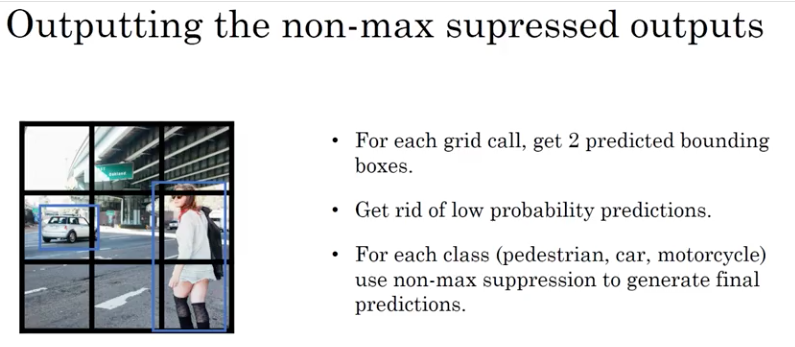 Outputting the non-max supressed outputs
• For each grid call, get 2 predicted bounding
boxes.
• Get rid of low probability predictions.
• For each class (pedestrian, car, motorcycle)
use non-max suppression to generate final
predictions.
Oakland